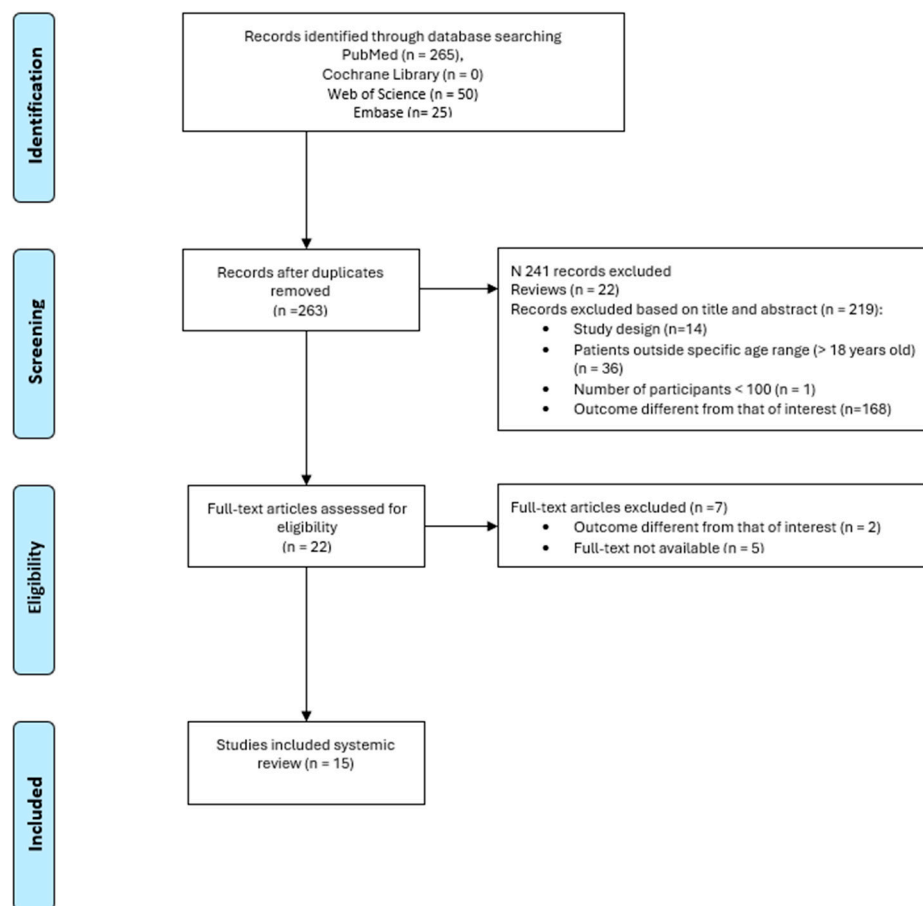 Identification
Records identified through database searching
PubMed (n = 265),
Cochrane Library (n = 0)
Web of Science (n = 50)
Embase (n= 25)
Screening
Records after duplicates
removed
(n =263)
N 241 records excluded
Reviews (n = 22)
Records excluded based on title and abstract (n = 219):
• Study design (n=14)
• Patients outside specific age range (> 18 years old)
(n = 36)
• Number of participants < 100 (n = 1)
• Outcome different from that of interest (n=168)
Eligibility
Full-text articles assessed for
eligibility
(n = 22)
Full-text articles excluded (n =7)
• Outcome different from that of interest (n = 2)
• Full-text not available (n = 5)
Included
Studies included systemic
review (n = 15)